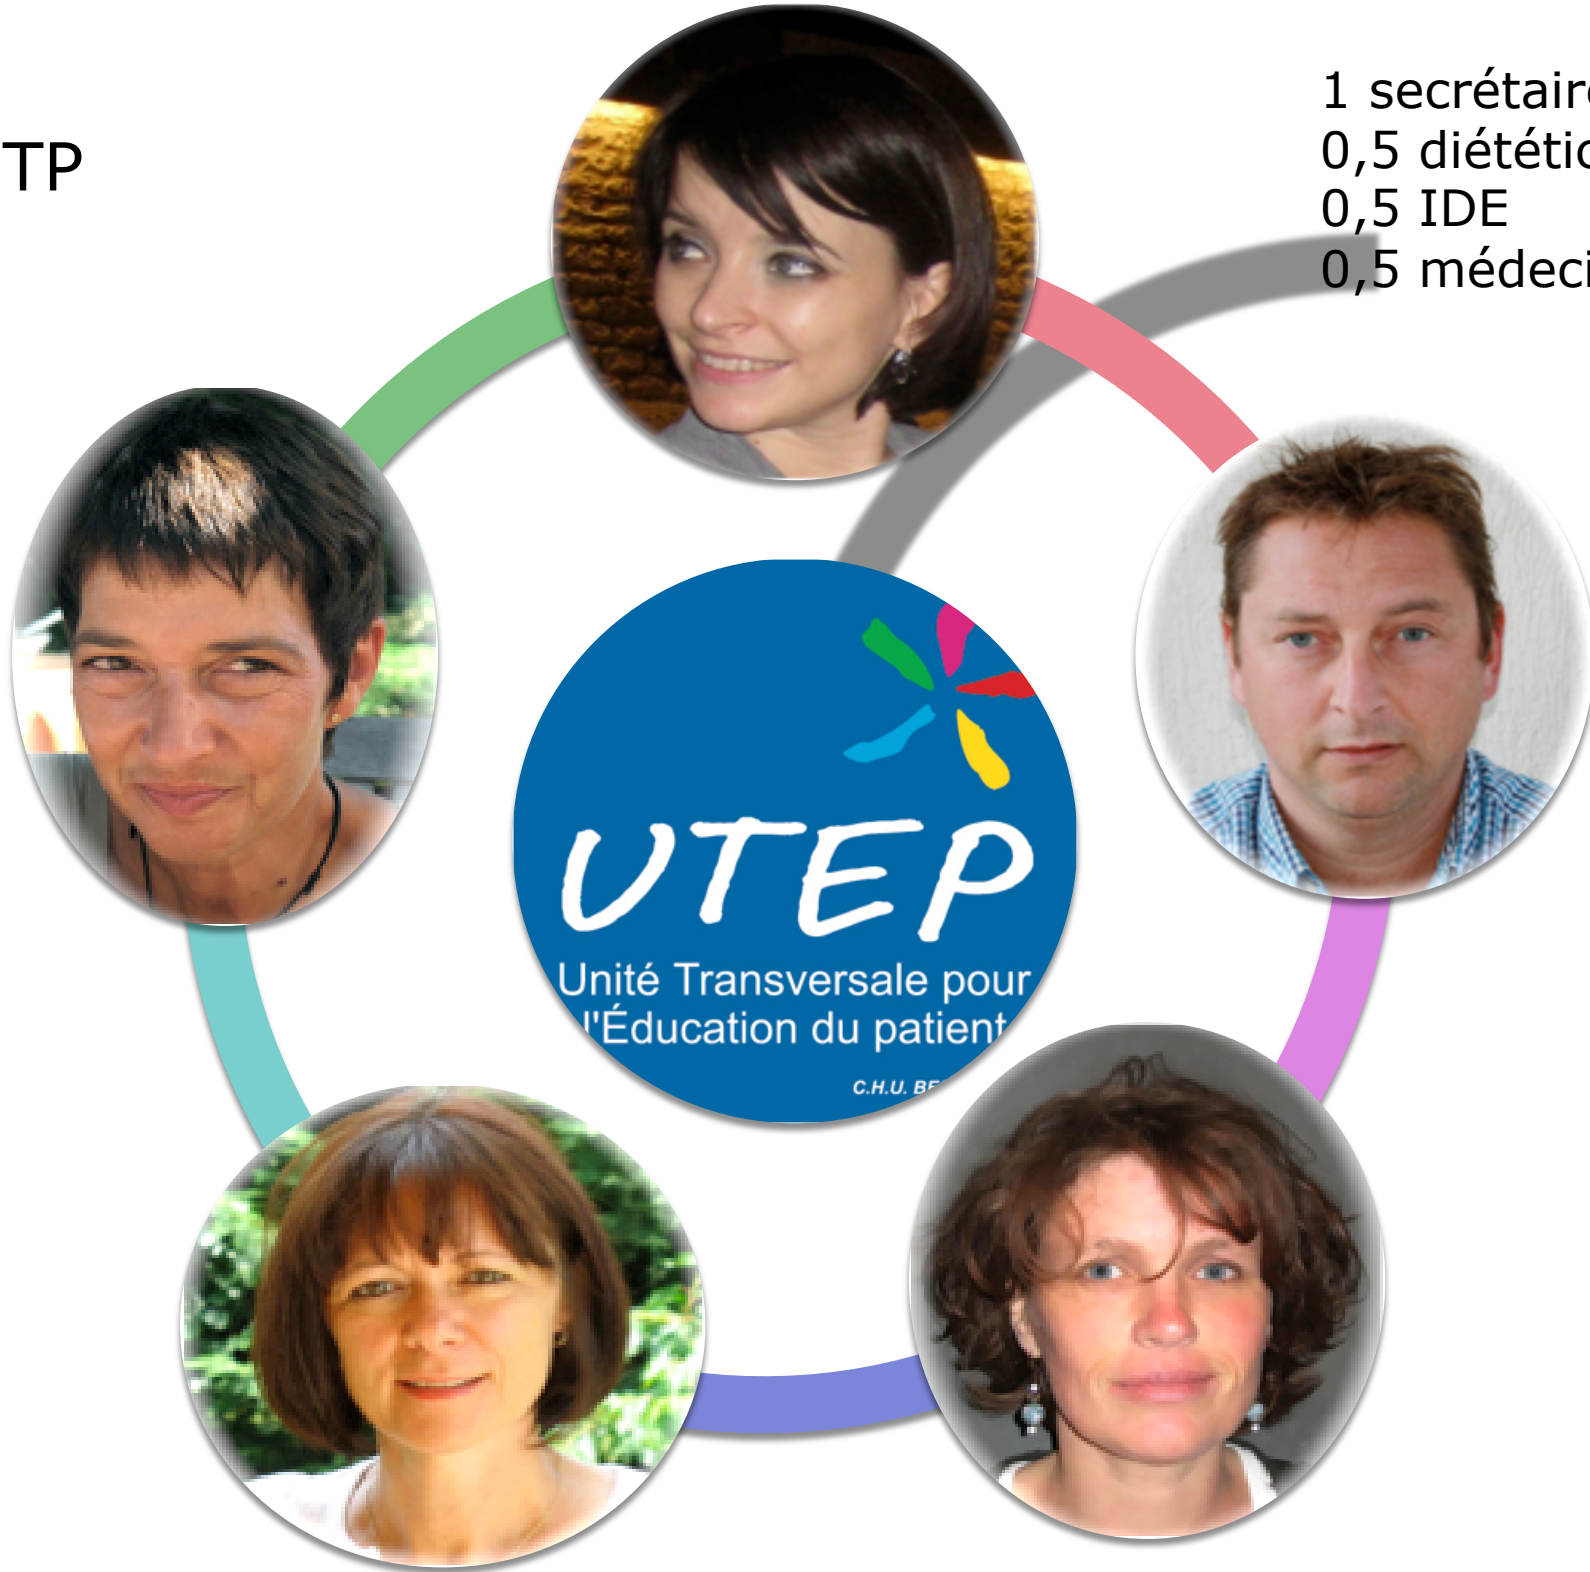 TP
1 secrétaire
0,5 diététic
0,5 IDE
0,5 médeci
UTEP
Unité Transversale pour
l'Éducation du patient
C.H.U. BE